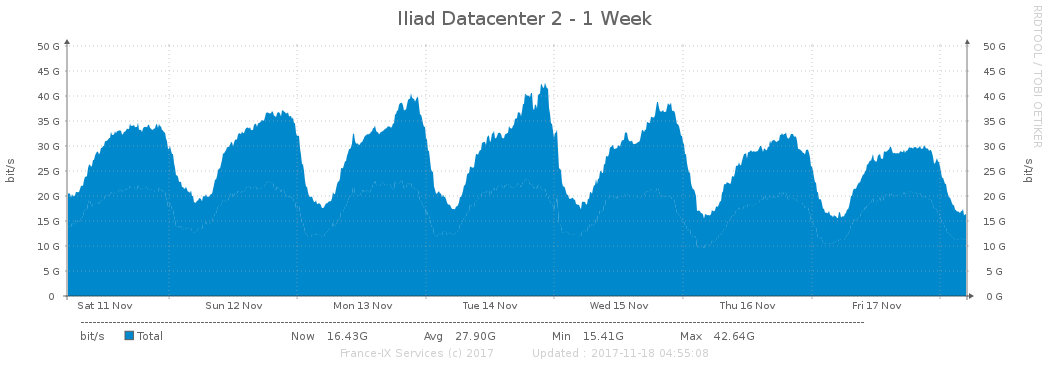 Iliad Datacenter 2 - 1 Week
RRDTOOL / TOBI OETIKER
bit/s
50 G 50 G
45 G 45 G
40 G 40 G
35 G 35 G
30 G 30 G
25 G 25 G
20 G 20 G
15 G 15 G
10 G 10 G
5 G 5 G
0 0 G
bit/s
Sat 11 Nov Sun 12 Nov Mon 13 Nov Tue 14 Nov Wed 15 Nov Thu 16 Nov Fri 17 Nov
bit/s Total Now 16.43G Avg 27.90G Min 15.41G Max 42.64G
France-IX Services (c) 2017 Updated : 2017-11-18 04:55:08